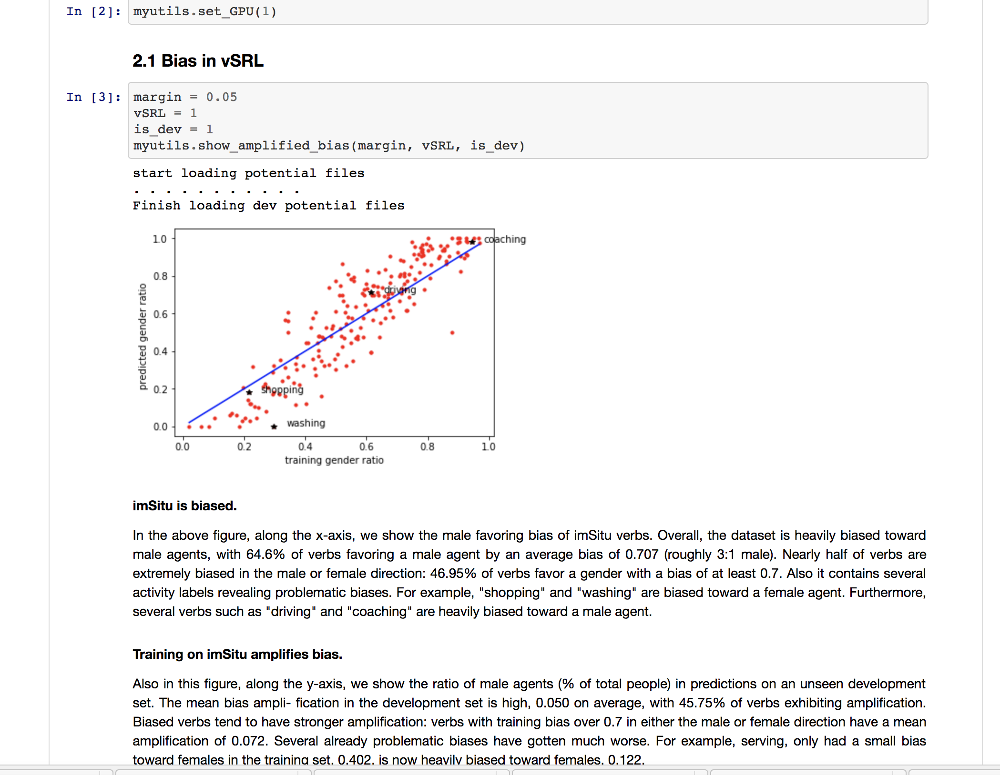 In [2]: myutils.set_GPU(1)
2.1 Bias in vSRL
In [3]: margin = 0.05
vSRL = 1
is_dev = 1
myutils.show_amplified_bias(margin, vSRL, is_dev)
start loading potential files
. . . . . . . . . . .
Finish loading dev potential files
1.0
0.8
0.6
0.4
0.2
0.0
predicted gender ratio
coaching
driving
shopping
washing
0.0 0.2 0.4 0.6 0.8 1.0
training gender ratio
imSitu is biased.
In the above figure, along the x-axis, we show the male favoring bias of imSitu verbs. Overall, the dataset is heavily biased toward
male agents, with 64.6% of verbs favoring a male agent by an average bias of 0.707 (roughly 3:1 male). Nearly half of verbs are
extremely biased in the male or female direction: 46.95% of verbs favor a gender with a bias of at least 0.7. Also it contains several
activity labels revealing problematic biases. For example, "shopping" and "washing" are biased toward a female agent. Furthermore,
several verbs such as "driving" and "coaching" are heavily biased toward a male agent.
Training on imSitu amplifies bias.
Also in this figure, along the y-axis, we show the ratio of male agents (% of total people) in predictions on an unseen development
set. The mean bias ampli- fication in the development set is high, 0.050 on average, with 45.75% of verbs exhibiting amplification.
Biased verbs tend to have stronger amplification: verbs with training bias over 0.7 in either the male or female direction have a mean
amplification of 0.072. Several already problematic biases have gotten much worse. For example, serving, only had a small bias
toward females in the training set, 0.402, is now heavily biased toward females, 0.122.